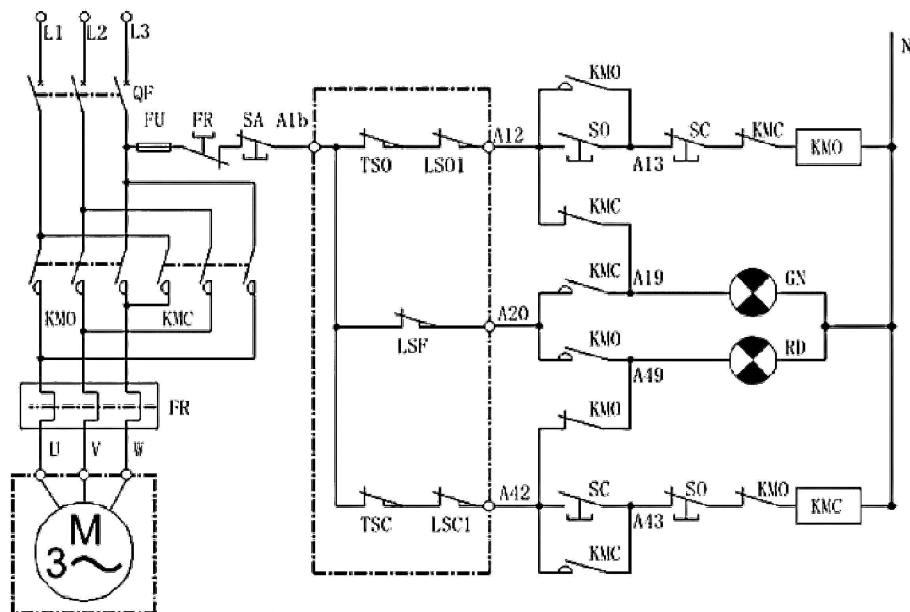 L1 L2 L3 N
KMO
QF
FU FR SA A1b A12 SO SC KMC
TSO LSO1 A13 KMO
KMC
KMC A19 GN
A20
KMO KMC LSF KMO RD
A49
FR
KMO
U V W
A42 SC SO KMO
TSC LSC1 A43 KMC
M
3~
KMC